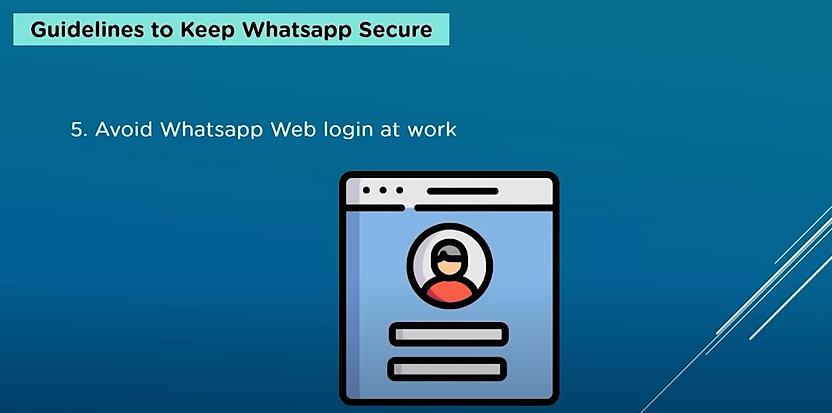 Guidelines to Keep Whatsapp Secure
5. Avoid Whatsapp Web login at work